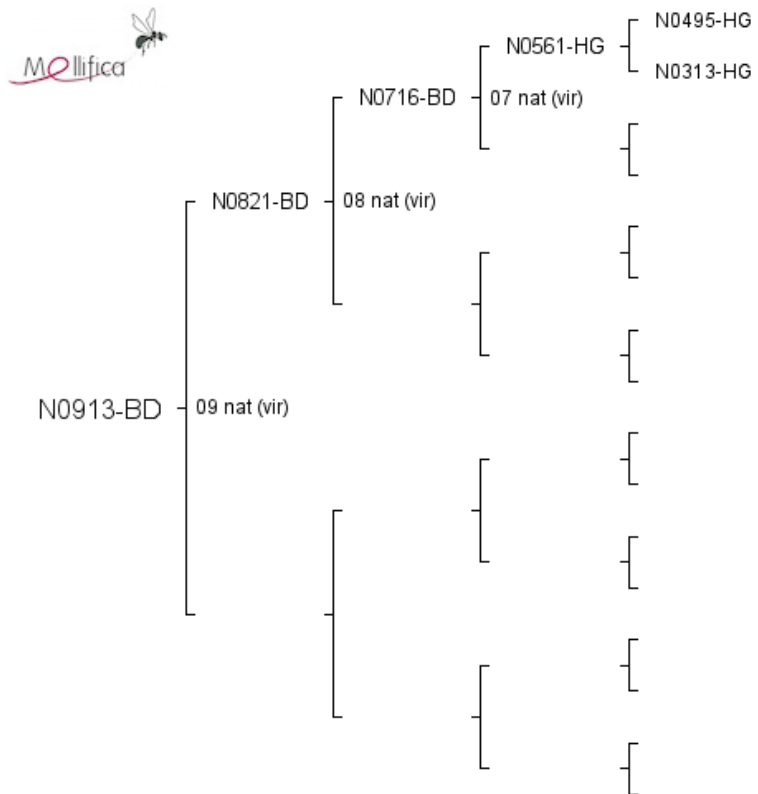 Mellifica
N0495-HG
N0561-HG
N0313-HG
N0716-BD
07 nat (vir)
N0821-BD
08 nat (vir)
N0913-BD
09 nat (vir)